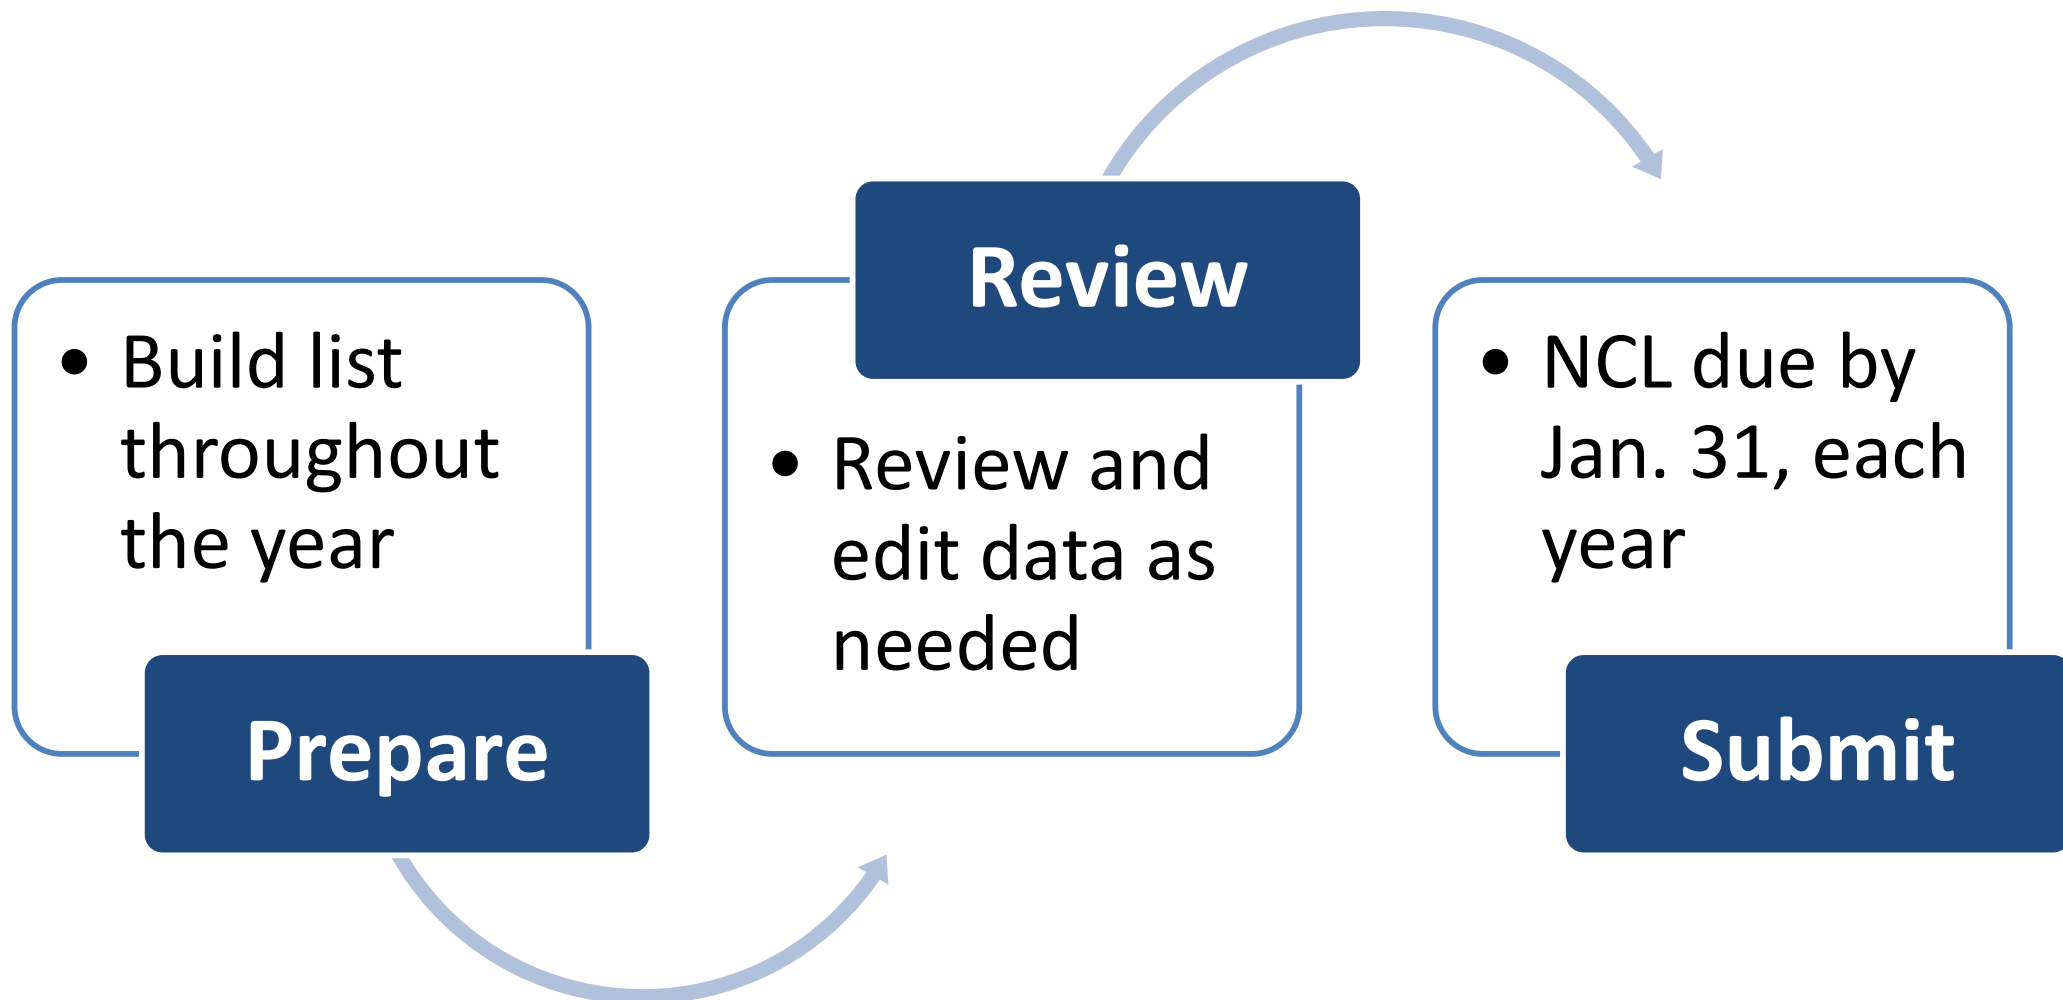 • Build list
throughout
the year
Prepare
Review
• Review and
edit data as
needed
• NCL due by
Jan. 31, each
year
Submit